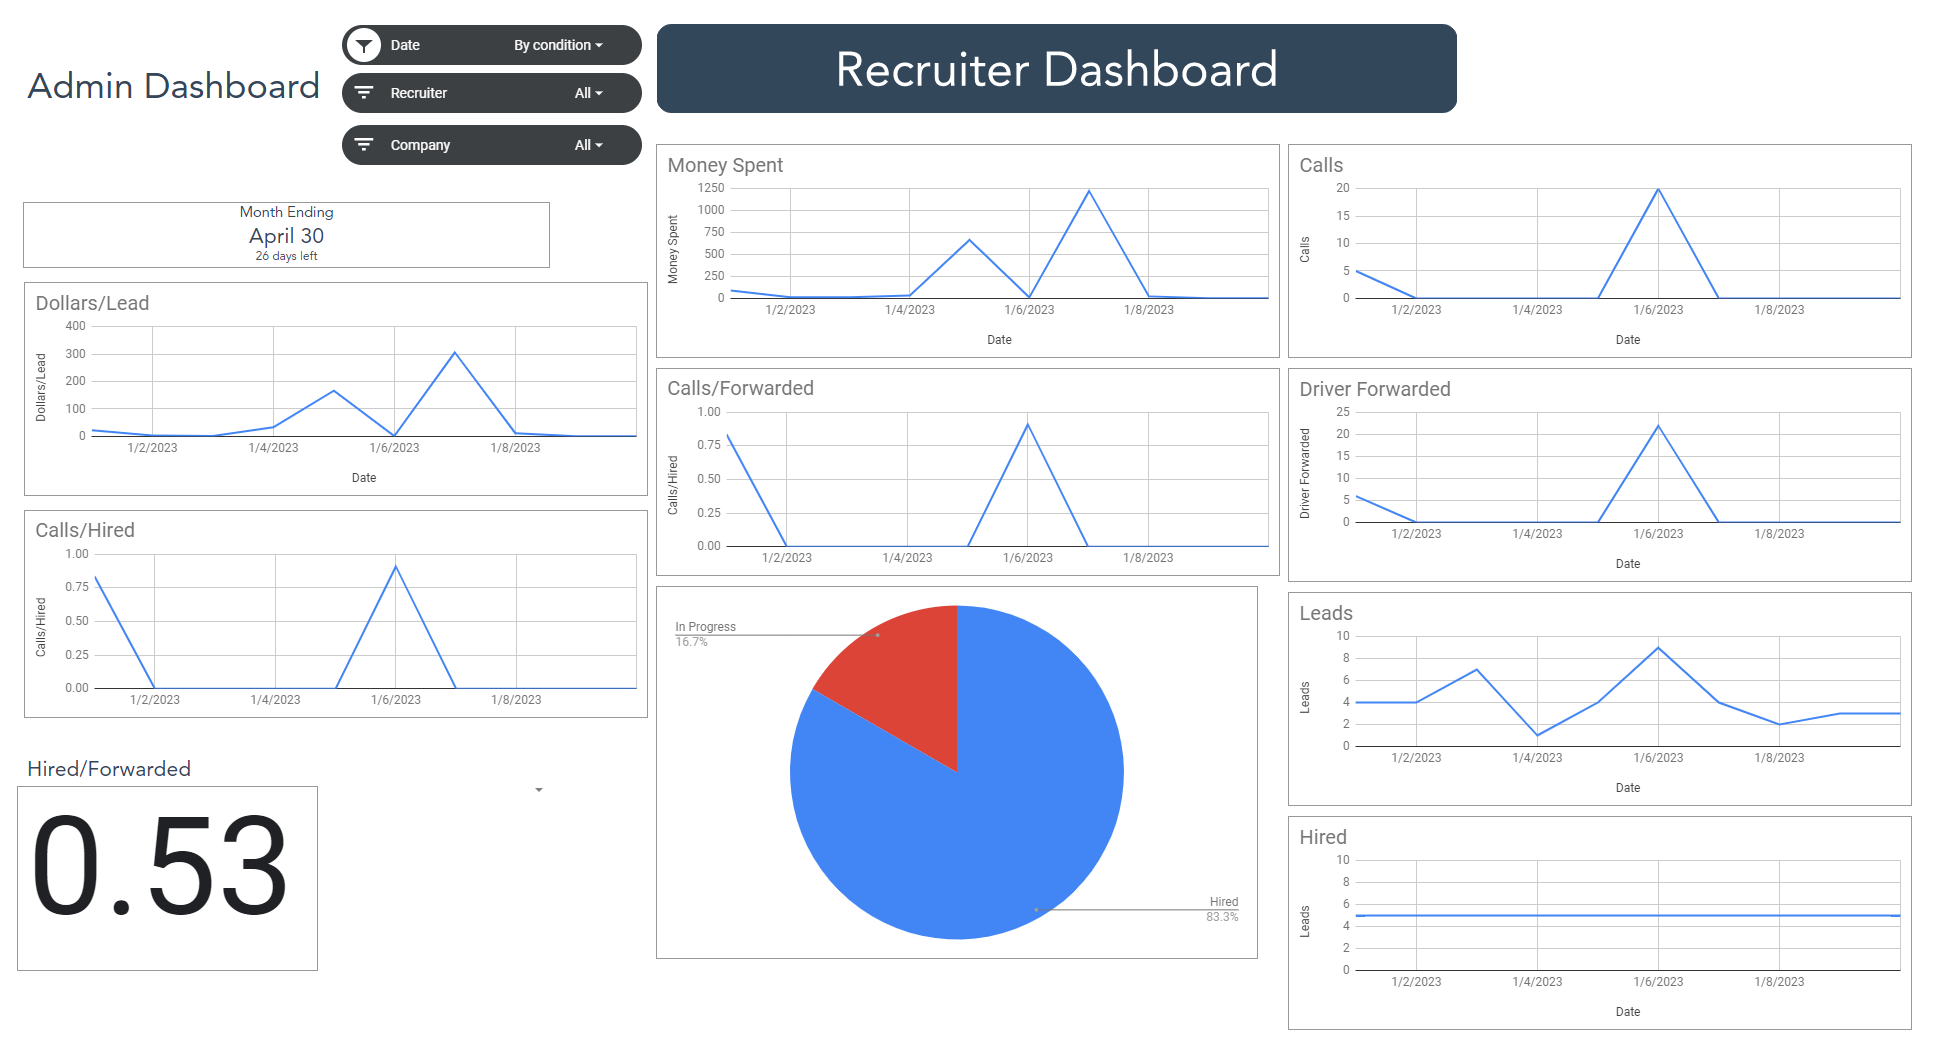 Admin Dashboard
Date By condition
Recruiter All
Company All
Recruiter Dashboard
Month Ending
April 30
26 days left
Dollars/Lead
400
300
200
100
0
Dollars/Lead
1/2/2023 1/4/2023 1/6/2023 1/8/2023
Date
Calls/Hired
1.00
0.75
0.50
0.25
0.00
Calls/Hired
1/2/2023 1/4/2023 1/6/2023 1/8/2023
Hired/Forwarded
0.53
Money Spent
1250
1000
750
500
250
0
Money Spent
1/2/2023 1/4/2023 1/6/2023 1/8/2023
Date
Calls/Forwarded
1.00
0.75
0.50
0.25
0.00
Calls/Hired
1/2/2023 1/4/2023 1/6/2023 1/8/2023
In Progress
16.7%
Hired
83.3%
Calls
20
15
10
5
0
Calls
1/2/2023 1/4/2023 1/6/2023 1/8/2023
Date
Driver Forwarded
25
20
15
10
5
0
Driver Forwarded
1/2/2023 1/4/2023 1/6/2023 1/8/2023
Date
Leads
10
8
6
4
2
0
Leads
1/2/2023 1/4/2023 1/6/2023 1/8/2023
Date
Hired
10
8
6
4
2
0
Leads
1/2/2023 1/4/2023 1/6/2023 1/8/2023
Date